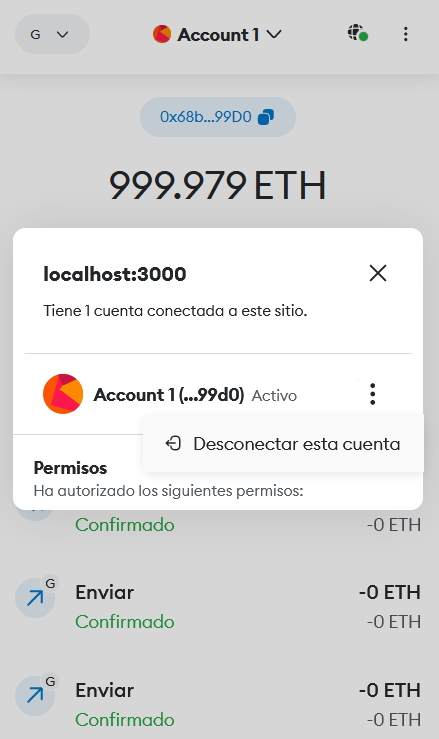 G
Account 1
0x68b...99D0
999.979 ETH
localhost:3000
Tiene 1 cuenta conectada a este sitio.
Account 1 (...99d0) Activo
Desconectar esta cuenta
Permisos
Ha autorizado los siguientes permisos:
Confirmado -0 ETH
G
Enviar -0 ETH
Confirmado -0 ETH
G
Enviar -0 ETH
Confirmado -0 ETH